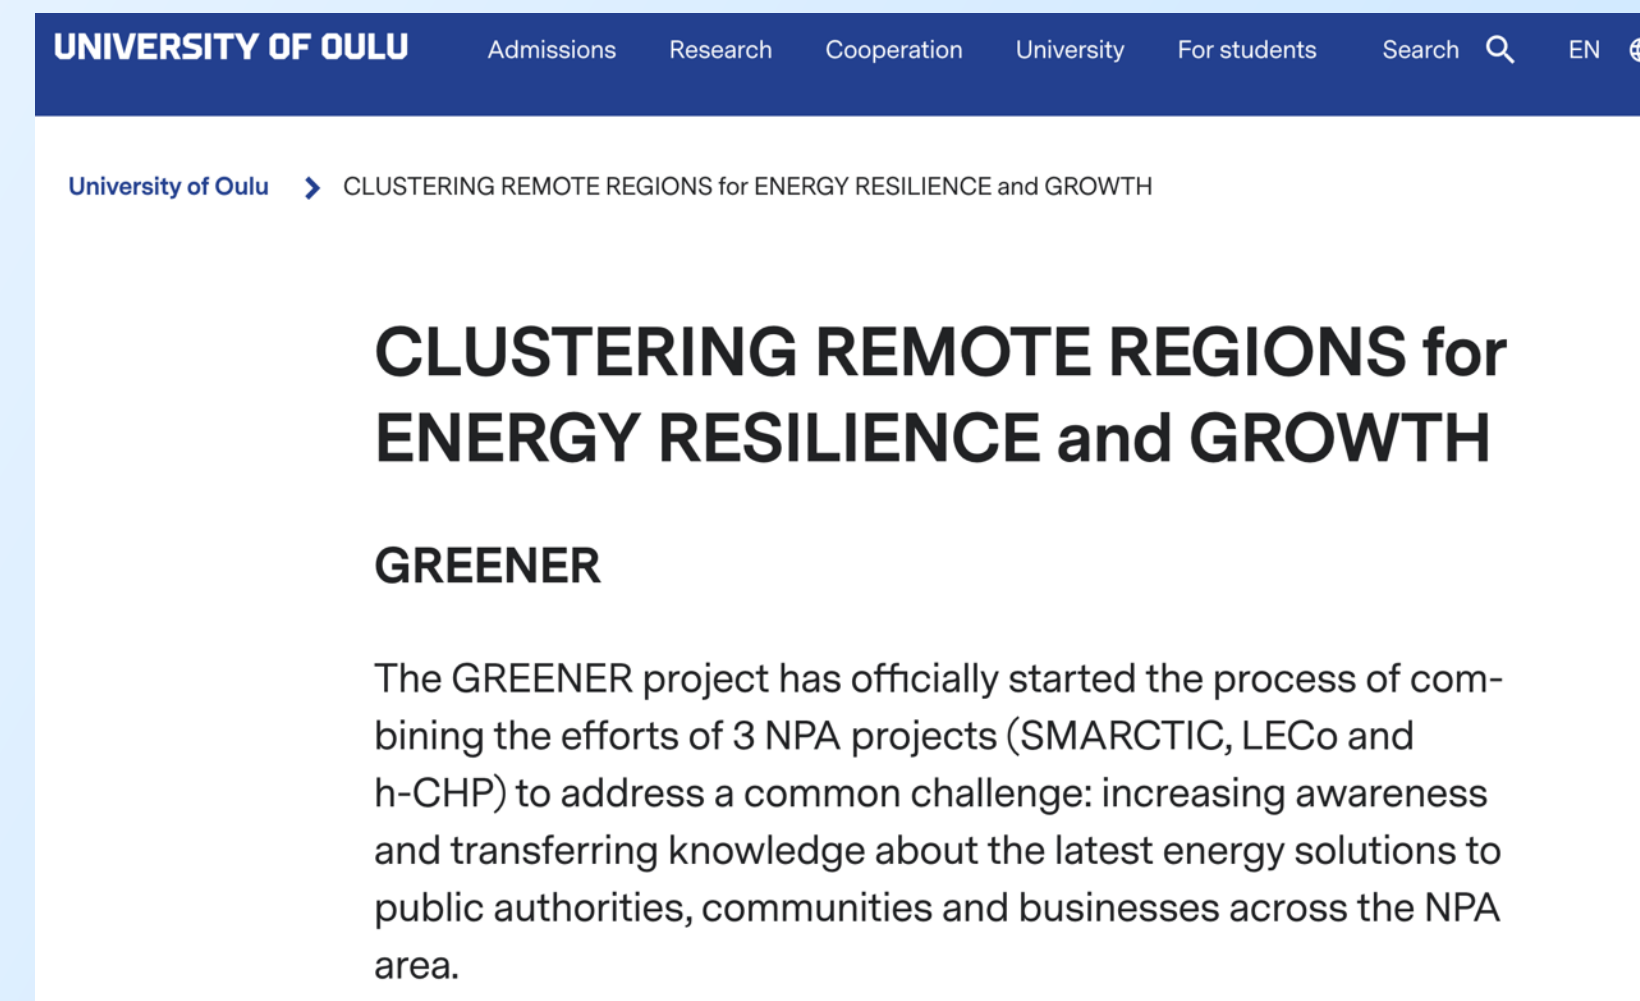 UNIVERSITY OF OULU Admissions Research Cooperation University For students Search EN
University of Oulu CLUSTERING REMOTE REGIONS for ENERGY RESILIENCE and GROWTH
CLUSTERING REMOTE REGIONS for
ENERGY RESILIENCE and GROWTH
GREENER
The GREENER project has officially started the process of com-
bining the efforts of 3 NPA projects (SMARCTIC, LECo and
h-CHP) to address a common challenge: increasing awareness
and transferring knowledge about the latest energy solutions to
public authorities, communities and businesses across the NPA
area.